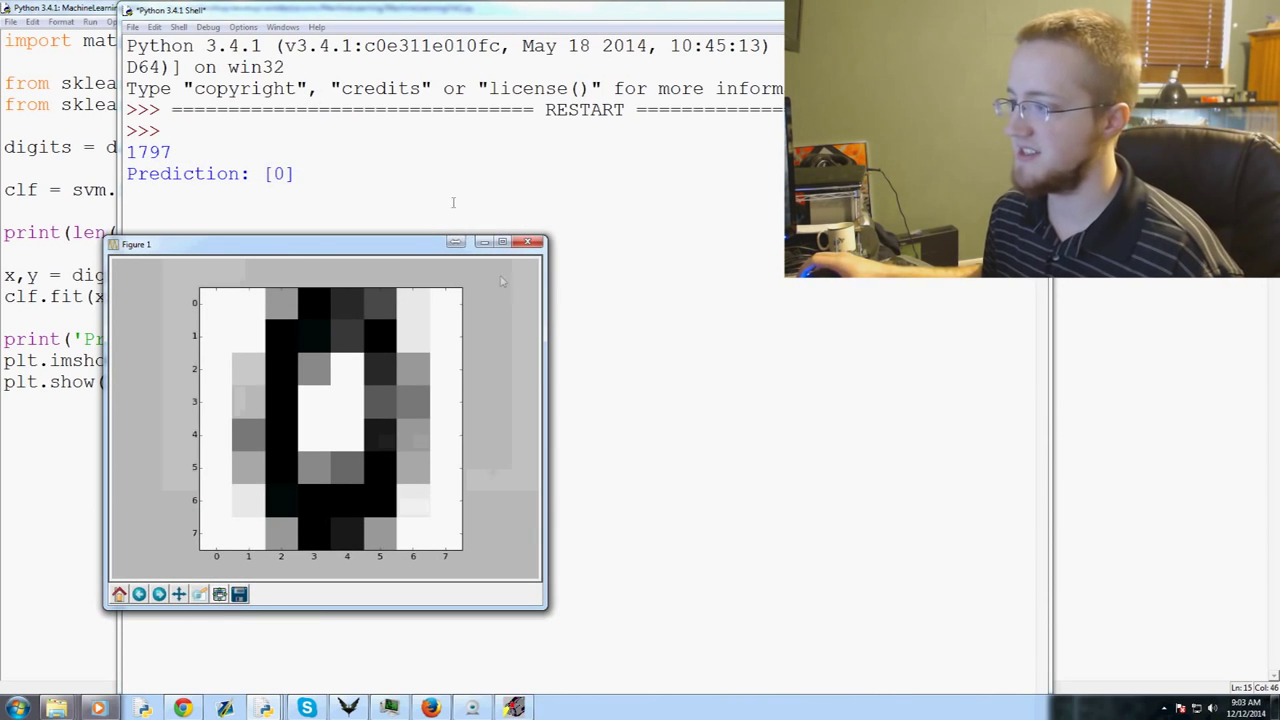 Python 3.4.1: MachineLearning
File Edit Format Run
import mat
from sklea
from sklea
digits = d
clf = svm.
print(len(
x,y = dig
clf.fit(x
print('Pr
plt.imsho
plt.show(
*Python 3.4.1 Shell*
File Edit Shell Debug Options Windows Help
Python 3.4.1 (v3.4.1:c0e311e010fc, May 18 2014, 10:45:13)
D64)] on win32
Type "copyright", "credits" or "license()" for more inform
>>> ================================ RESTART =============
>>>
1797
Prediction: [0]
Figure 1
0
1
2
3
4
5
6
7
0 1 2 3 4 5 6 7
Ln: 15 Col: 46
9:03 AM
12/12/2014